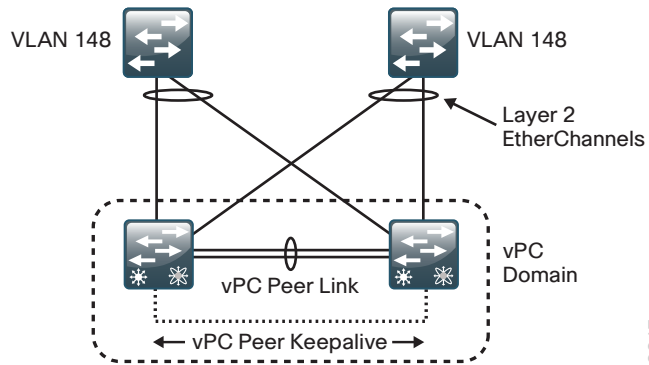 VLAN 148
VLAN 148
Layer 2
EtherChannels
vPC Peer Link
vPC
Domain
vPC Peer Keepalive